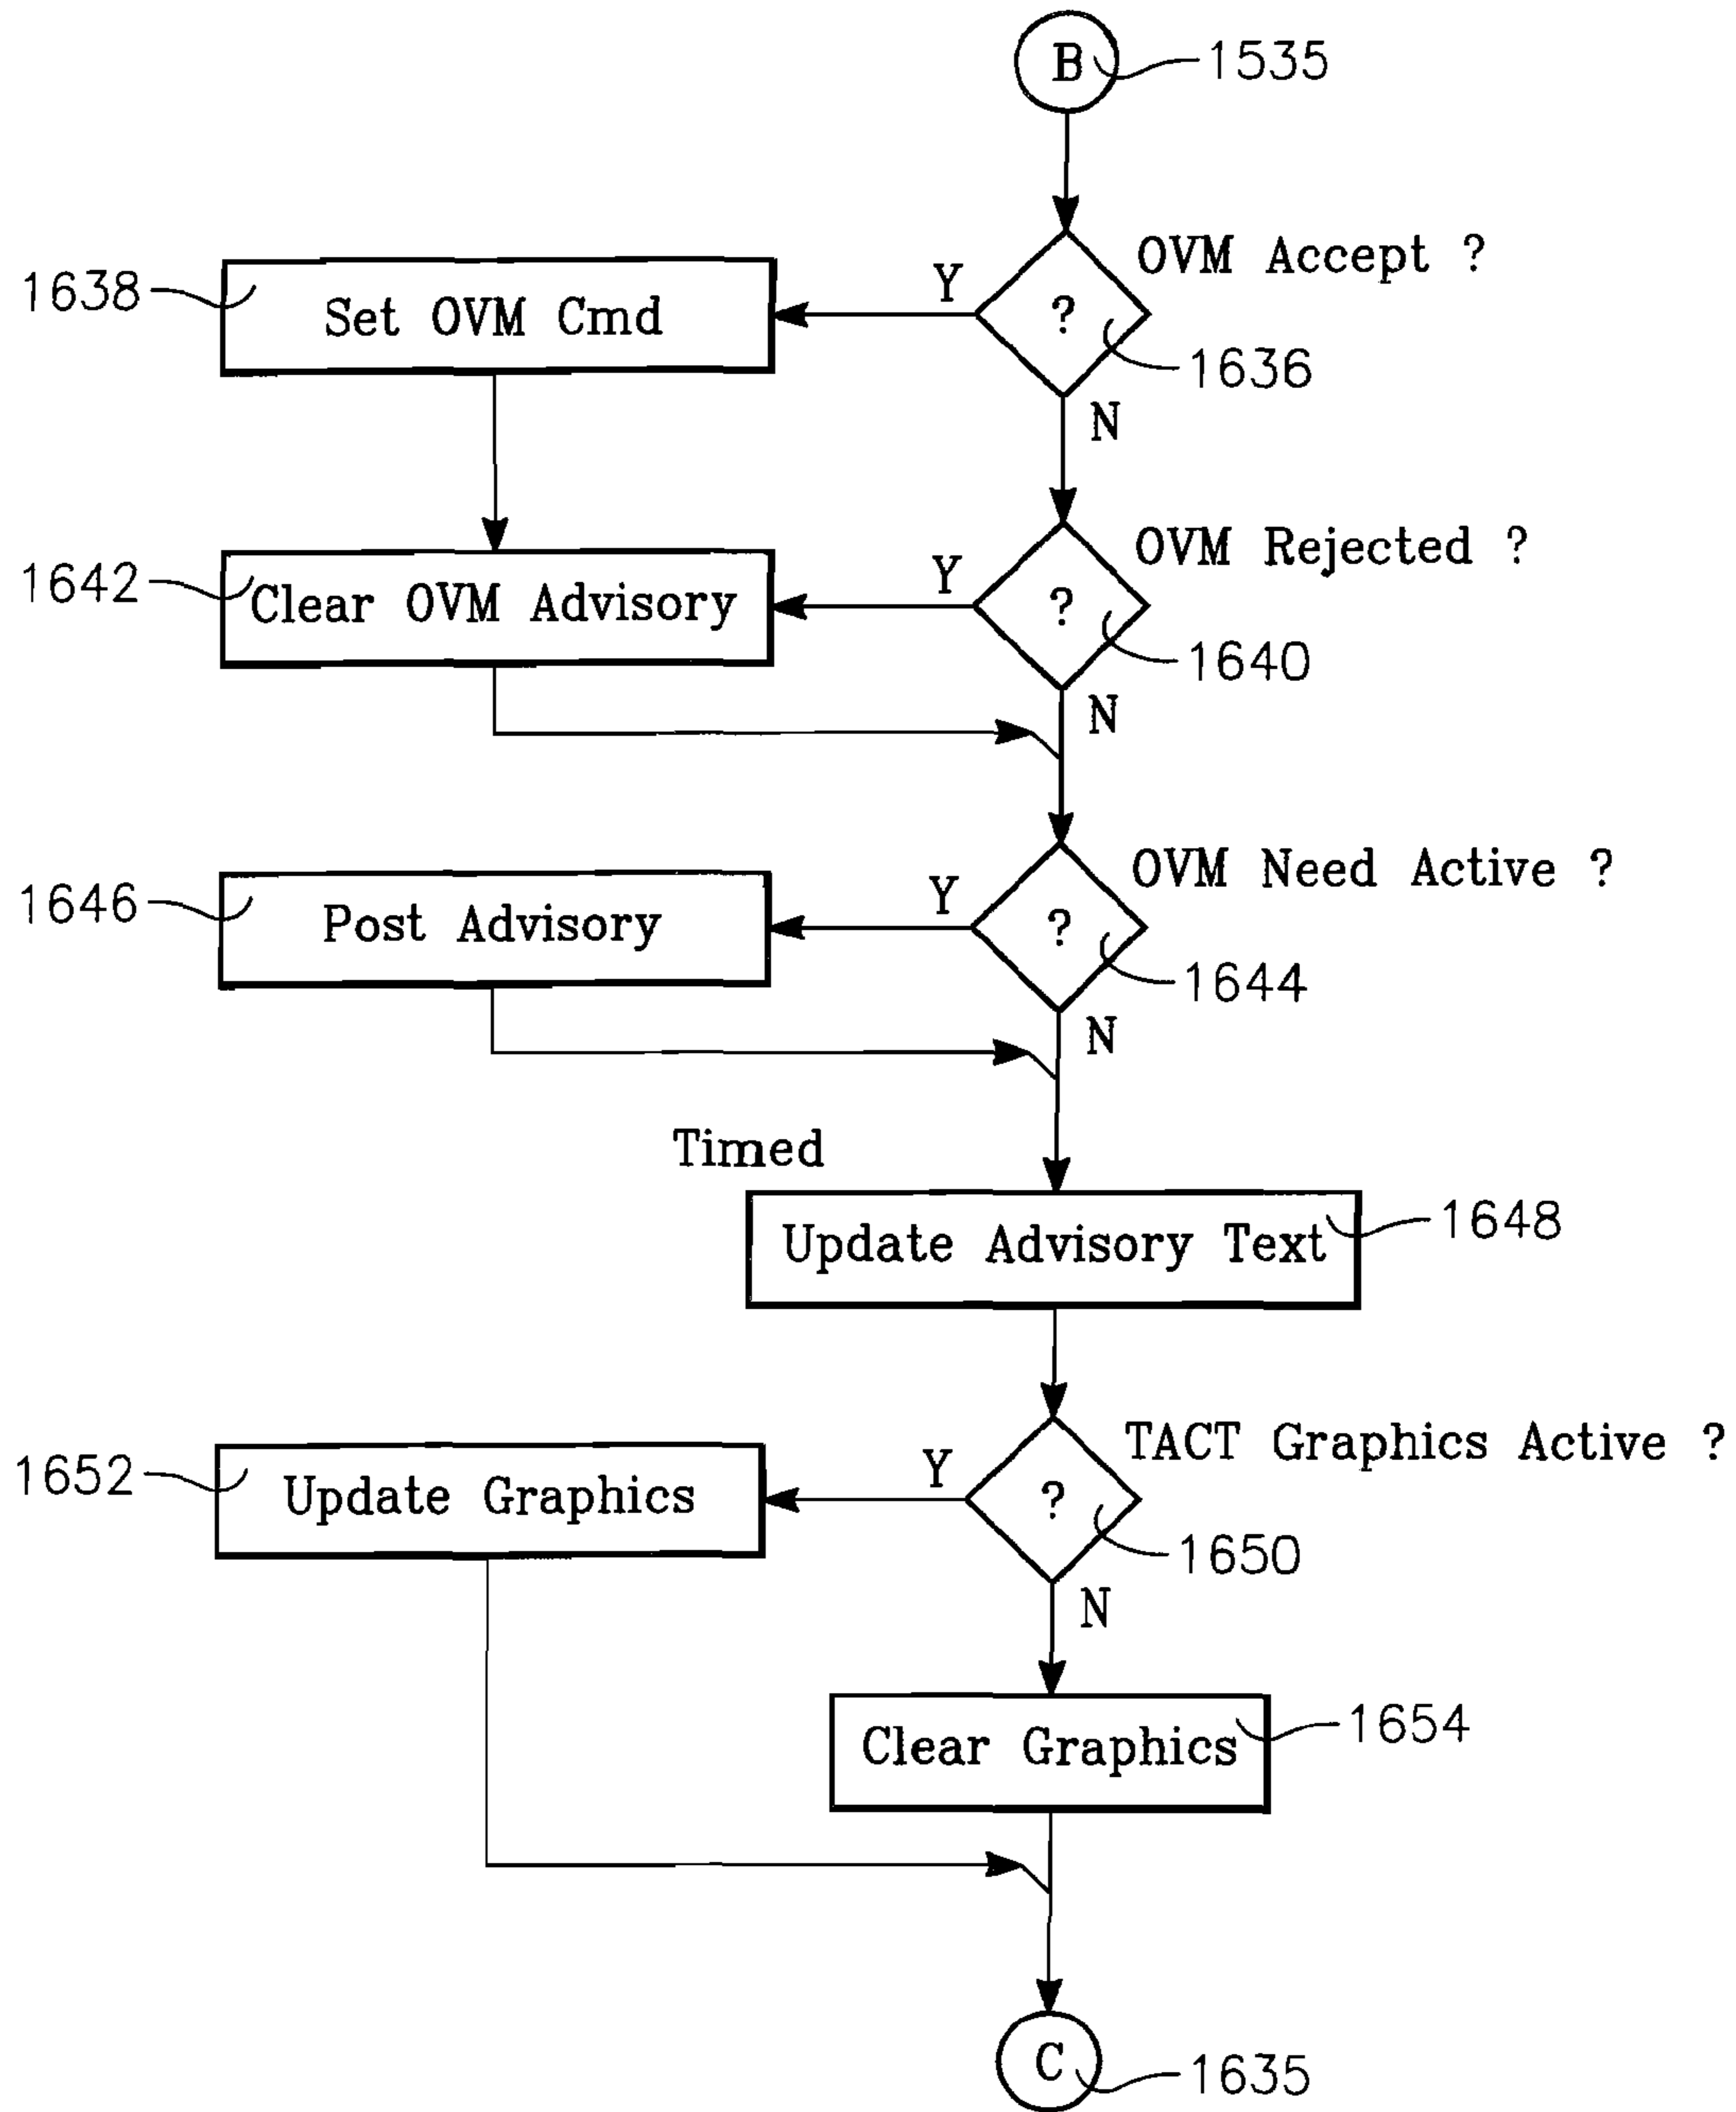 B 1535
OVM Accept ?
1638 Set OVM Cmd Y ? 1636
N
OVM Rejected ?
1642 Clear OVM Advisory Y ? 1640
N
OVM Need Active ?
1646 Post Advisory Y ? 1644
N
Timed
Update Advisory Text 1648
TACT Graphics Active ?
1652 Update Graphics Y ? 1650
N
Clear Graphics 1654
C 1635